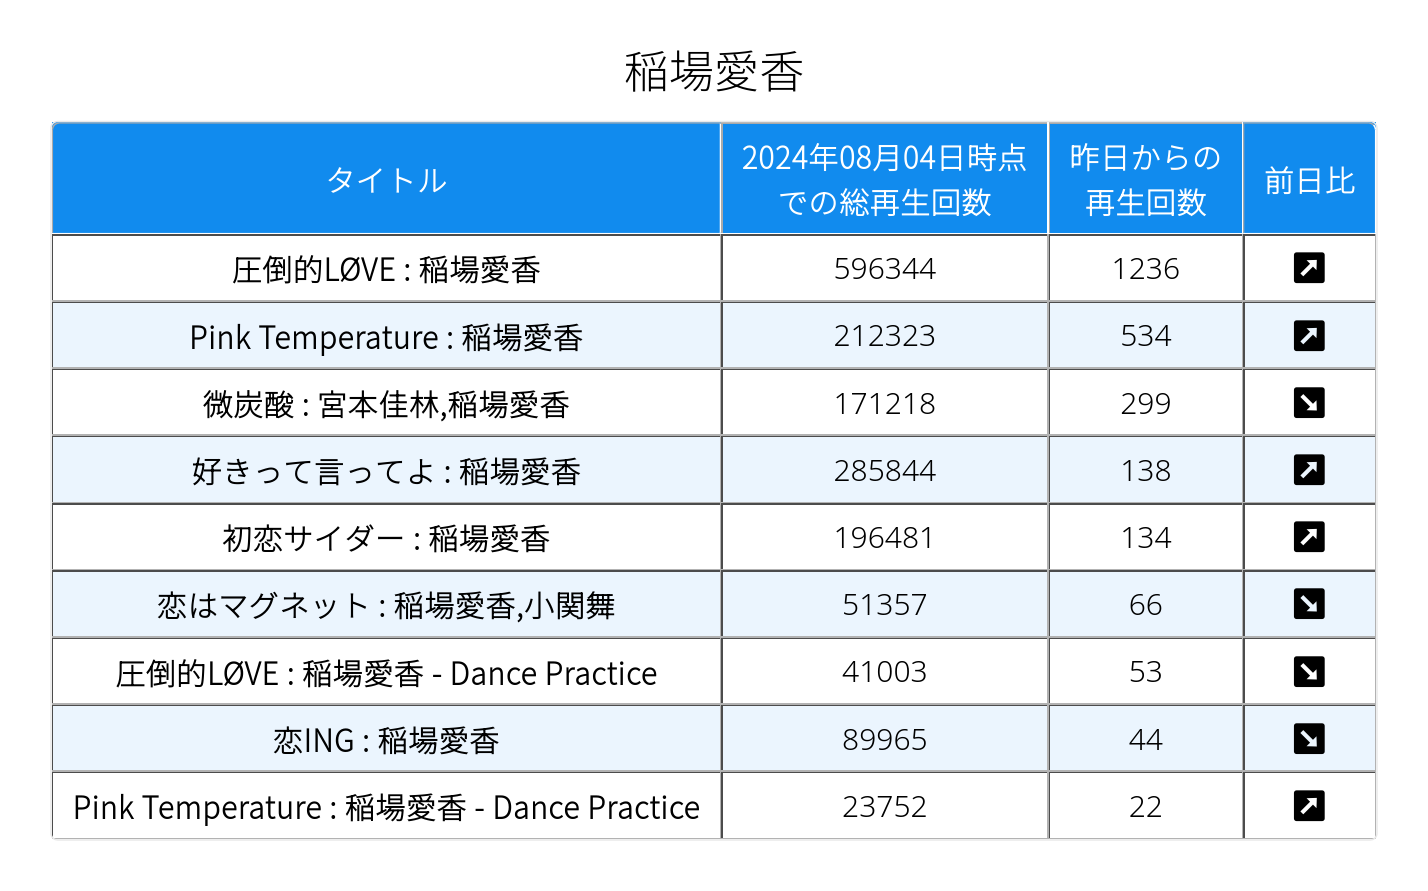 稲場愛香
タイトル
2024年08月04日時点
での総再生回数
昨日からの
再生回数
前日比
圧倒的LØVE : 稲場愛香 596344 1236
Pink Temperature : 稲場愛香 212323 534
微炭酸 : 宮本佳林,稲場愛香 171218 299
好きって言ってよ : 稲場愛香 285844 138
初恋サイダー : 稲場愛香 196481 134
恋はマグネット : 稲場愛香,小関舞 51357 66
圧倒的LØVE : 稲場愛香 - Dance Practice 41003 53
恋ING : 稲場愛香 89965 44
Pink Temperature : 稲場愛香 - Dance Practice 23752 22